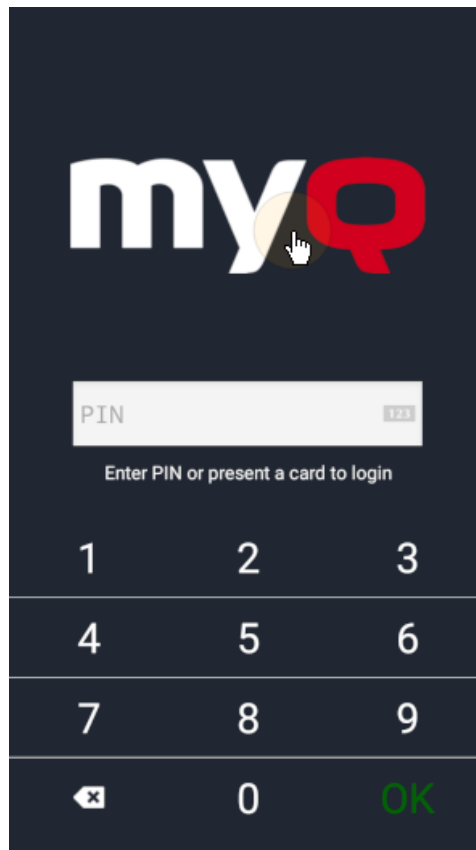 myQ
PIN 123
Enter PIN or present a card to login
1 2 3
4 5 6
7 8 9
0 OK